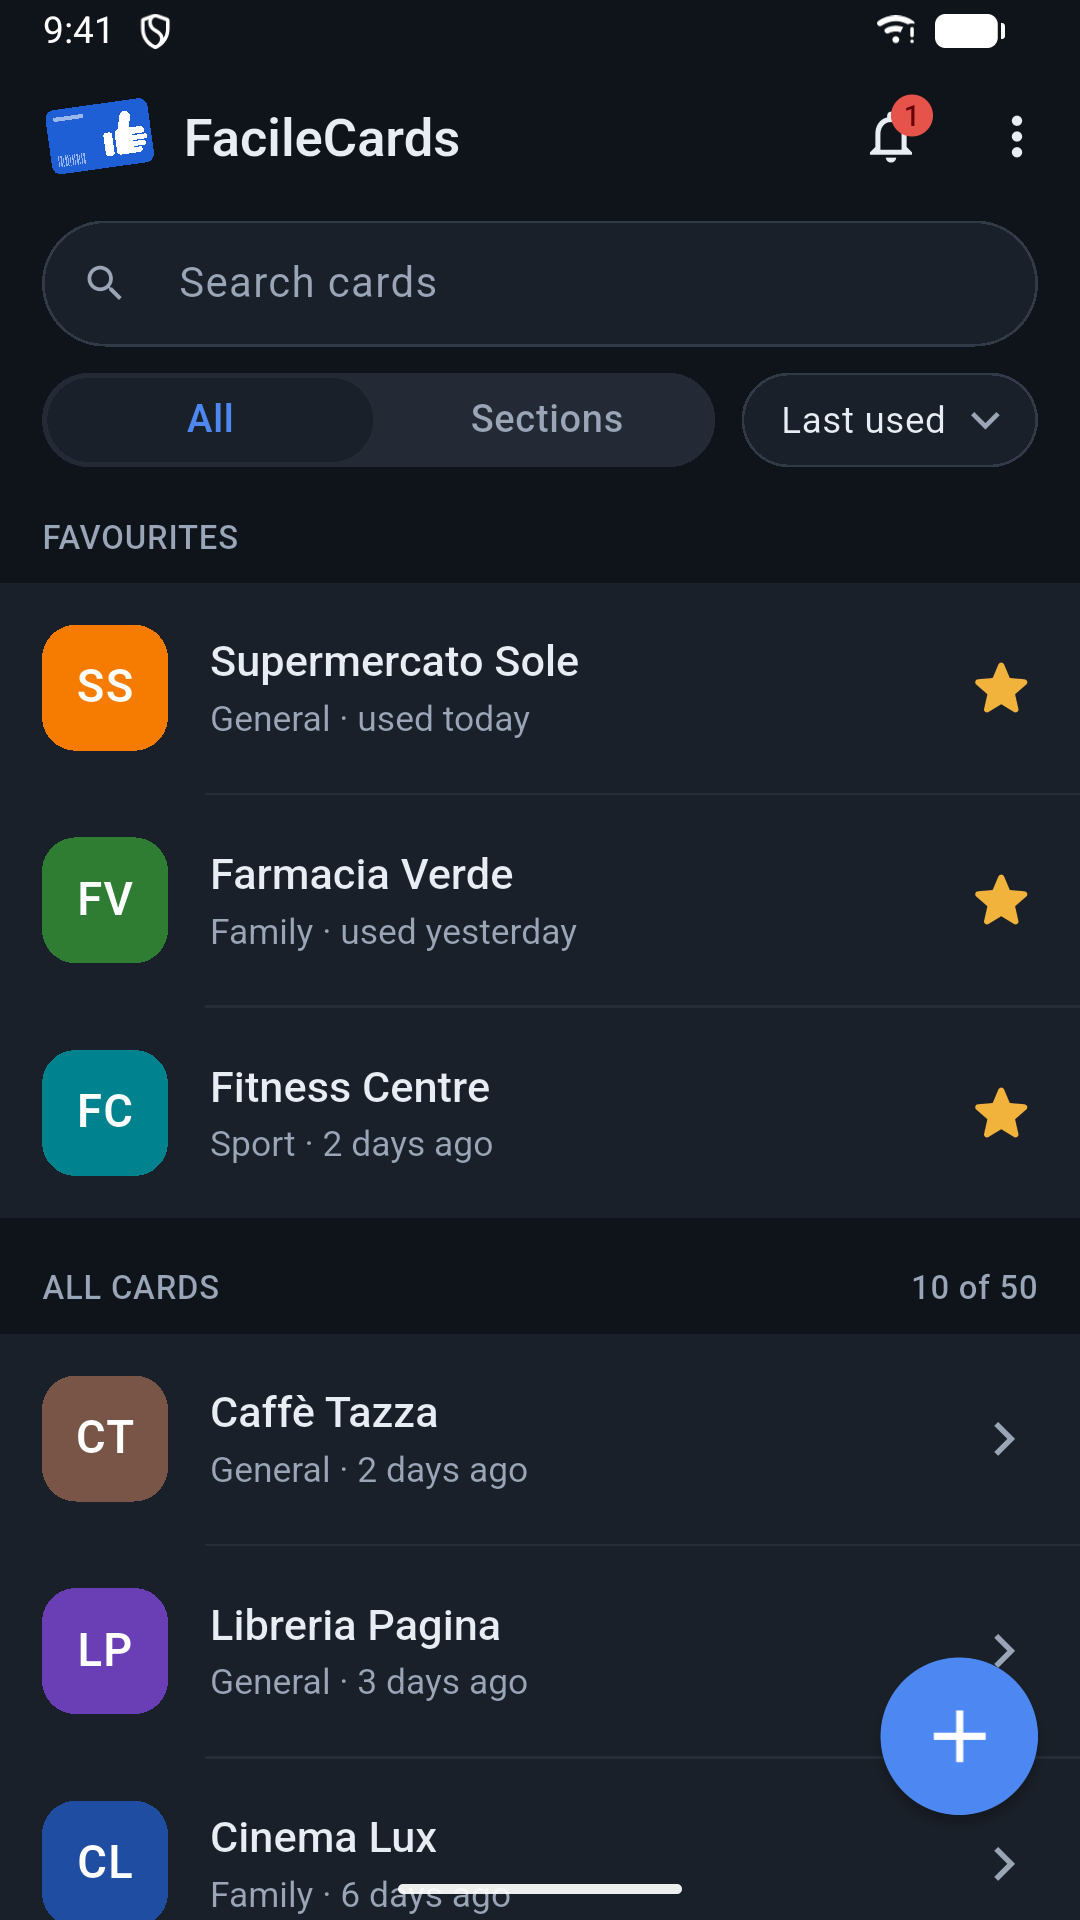 9:41
FacileCards
1
Search cards
All
Sections
Last used
FAVOURITES
SS
Supermercato Sole
General · used today
FV
Farmacia Verde
Family · used yesterday
FC
Fitness Centre
Sport · 2 days ago
ALL CARDS
10 of 50
CT
Caffè Tazza
General · 2 days ago
LP
Libreria Pagina
General · 3 days ago
CL
Cinema Lux
Family · 6 days ago